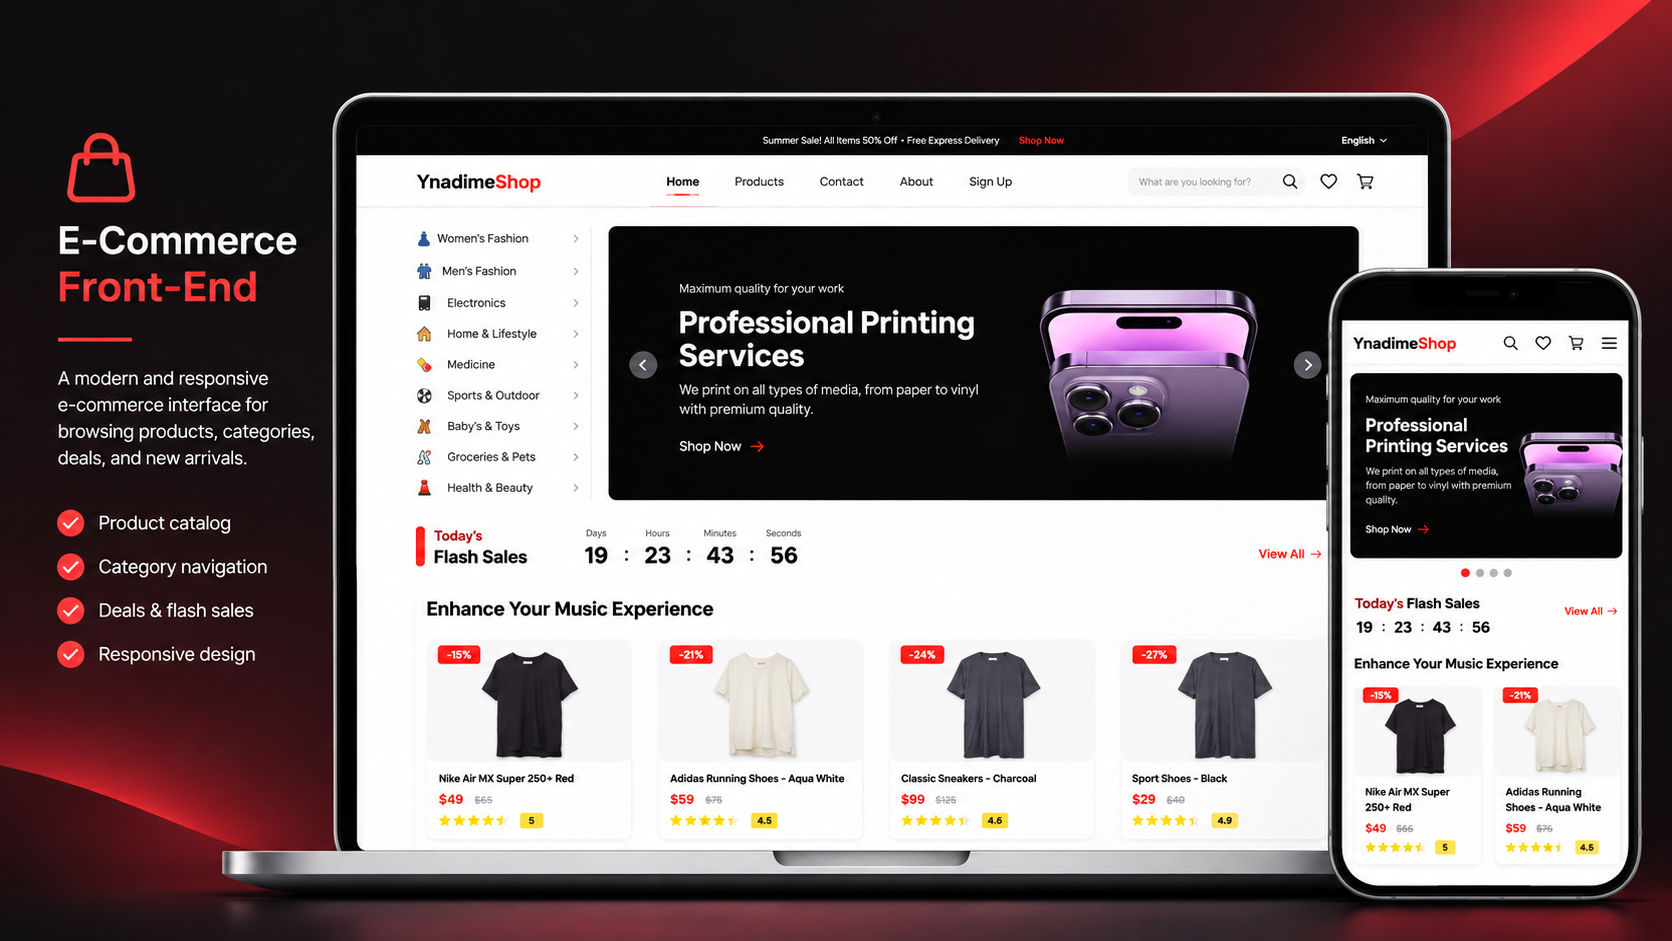 E-Commerce
Front-End
A modern and responsive
e-commerce interface for
browsing products, categories,
deals, and new arrivals.
Product catalog
Category navigation
Deals & flash sales
Responsive design
Summer Sale! All Items 50% Off • Free Express Delivery Shop Now
English
YnadimeShop
Home Products Contact About Sign Up
What are you looking for?
Women's Fashion
Men's Fashion
Electronics
Home & Lifestyle
Medicine
Sports & Outdoor
Baby's & Toys
Groceries & Pets
Health & Beauty
Maximum quality for your work
Professional Printing
Services
We print on all types of media, from paper to vinyl
with premium quality.
Shop Now →
Today's
Flash Sales
Days Hours Minutes Seconds
19 : 23 : 43 : 56
View All →
Enhance Your Music Experience
-15%
Nike Air MX Super 250+ Red
$49 $65
5
-21%
Adidas Running Shoes - Aqua White
$59 $75
4.5
-24%
Classic Sneakers - Charcoal
$99 $125
4.6
-27%
Sport Shoes - Black
$29 $40
4.9
YnadimeShop
Maximum quality for your work
Professional
Printing Services
We print on all types of media,
from paper to vinyl with premium
quality.
Shop Now →
Today's Flash Sales
View All →
19 : 23 : 43 : 56
Enhance Your Music Experience
-15%
Nike Air MX Super
250+ Red
$49 $66
5
-21%
Adidas Running
Shoes - Aqua White
$59 $76
4.5